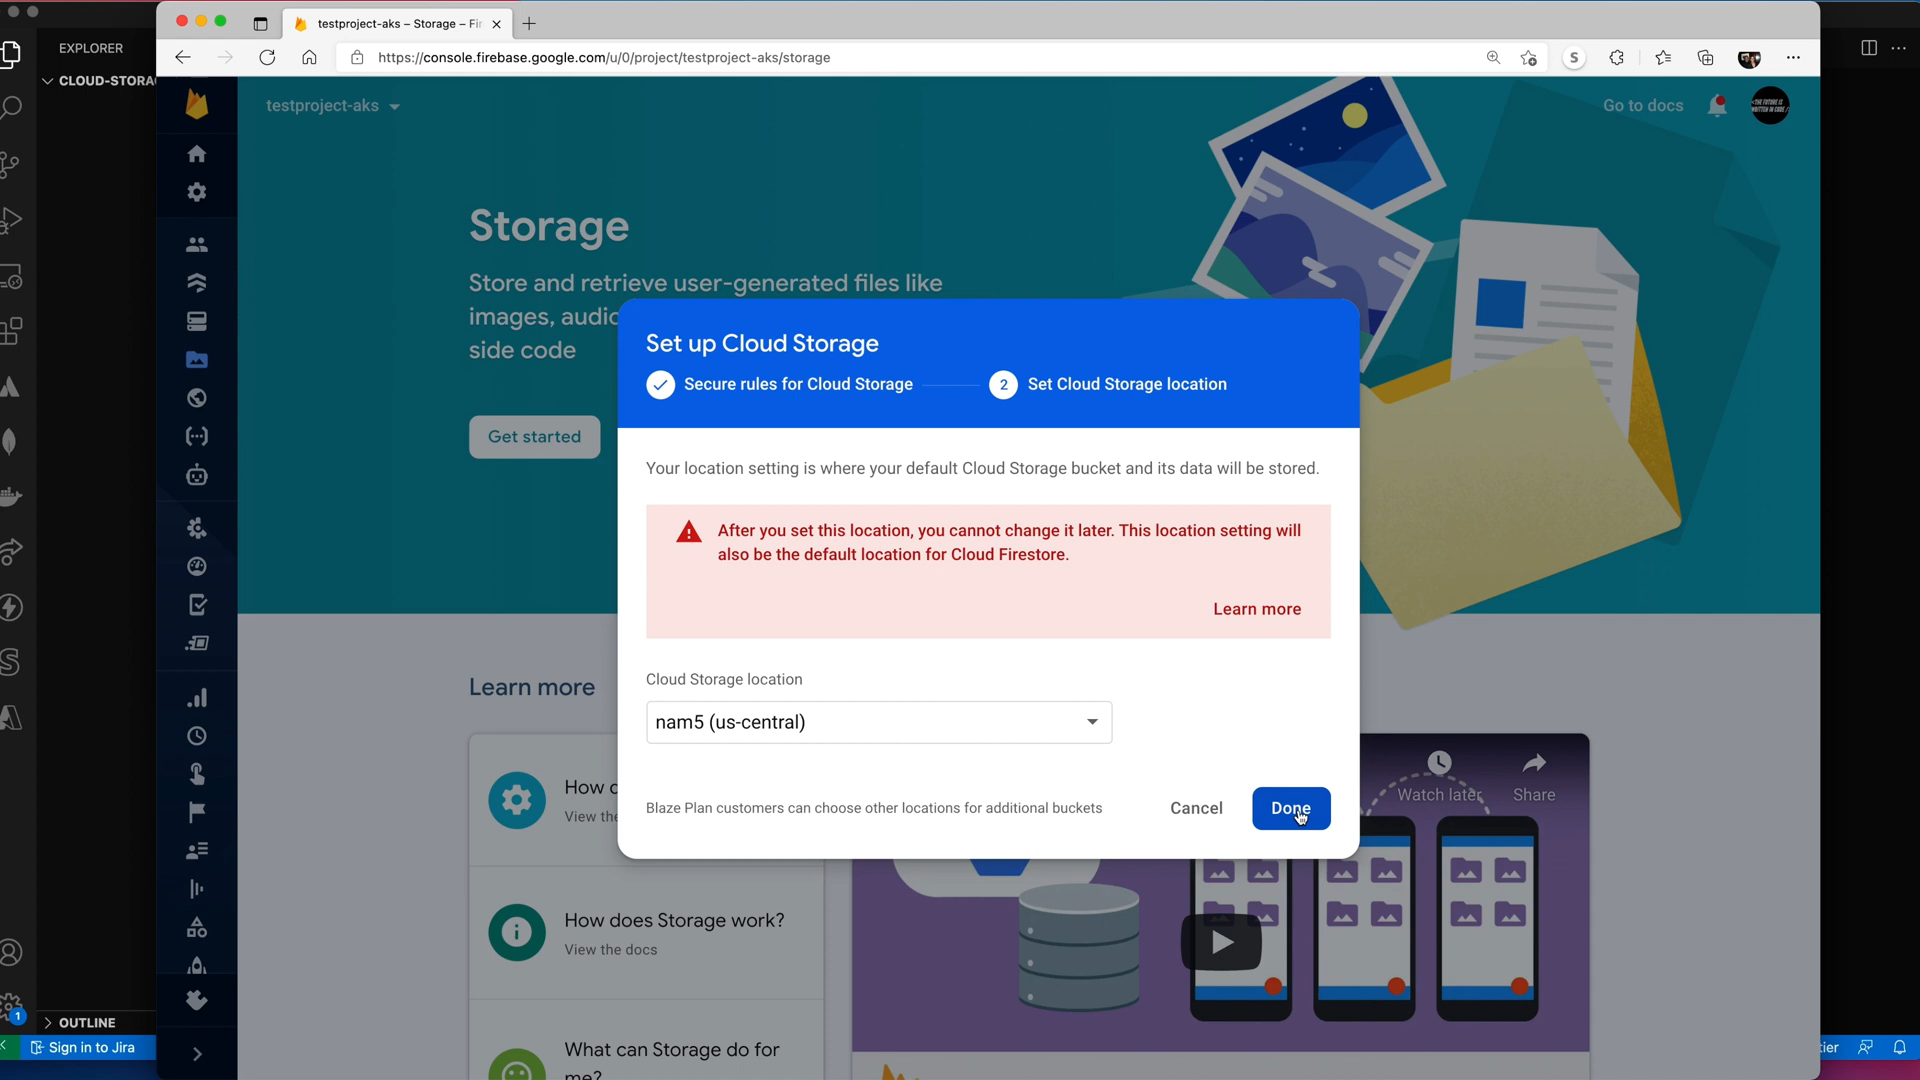 EXPLORER
CLOUD-STORA
testproject-aks – Storage – Fir
https://console.firebase.google.com/u/0/project/testproject-aks/storage
S
testproject-aks
Go to docs
Storage
Store and retrieve user-generated files like
images, audio
side code
Get started
Set up Cloud Storage
Secure rules for Cloud Storage
2 Set Cloud Storage location
Your location setting is where your default Cloud Storage bucket and its data will be stored.
After you set this location, you cannot change it later. This location setting will
also be the default location for Cloud Firestore.
Learn more
Cloud Storage location
nam5 (us-central)
Blaze Plan customers can choose other locations for additional buckets
Cancel
Done
Learn more
How
View the
How does Storage work?
View the docs
What can Storage do for
me?
Watch later
Share
OUTLINE
1
Sign in to Jira
tier